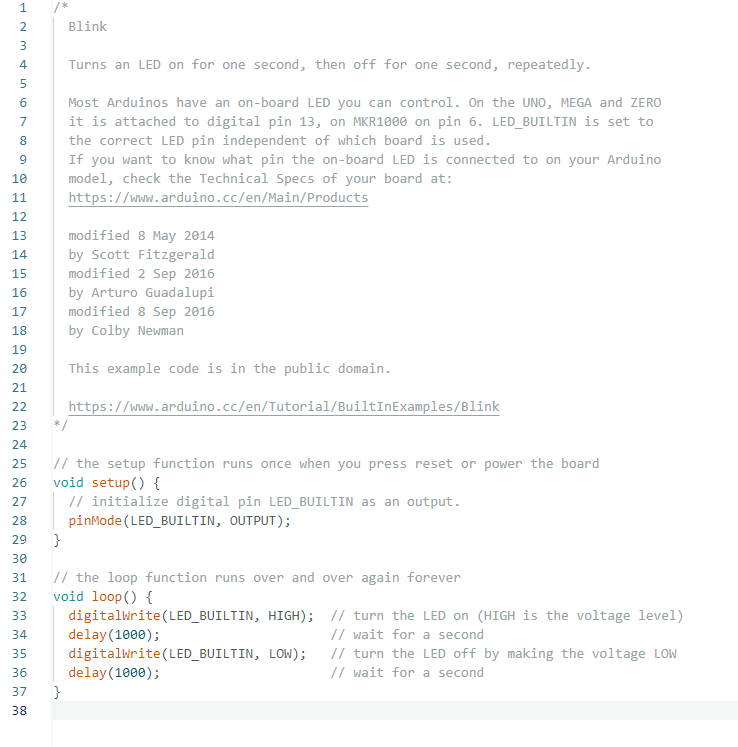 1 /*
2   Blink
3
4   Turns an LED on for one second, then off for one second, repeatedly.
5
6   Most Arduinos have an on-board LED you can control. On the UNO, MEGA and ZERO
7   it is attached to digital pin 13, on MKR1000 on pin 6. LED_BUILTIN is set to
8   the correct LED pin independent of which board is used.
9   If you want to know what pin the on-board LED is connected to on your Arduino
10   model, check the Technical Specs of your board at:
11   https://www.arduino.cc/en/Main/Products
12
13   modified 8 May 2014
14   by Scott Fitzgerald
15   modified 2 Sep 2016
16   by Arturo Guadalupi
17   modified 8 Sep 2016
18   by Colby Newman
19
20   This example code is in the public domain.
21
22   https://www.arduino.cc/en/Tutorial/BuiltInExamples/Blink
23 */
24
25 // the setup function runs once when you press reset or power the board
26 void setup() {
27   // initialize digital pin LED_BUILTIN as an output.
28   pinMode(LED_BUILTIN, OUTPUT);
29 }
30
31 // the loop function runs over and over again forever
32 void loop() {
33   digitalWrite(LED_BUILTIN, HIGH);  // turn the LED on (HIGH is the voltage level)
34   delay(1000);                      // wait for a second
35   digitalWrite(LED_BUILTIN, LOW);   // turn the LED off by making the voltage LOW
36   delay(1000);                      // wait for a second
37 }
38